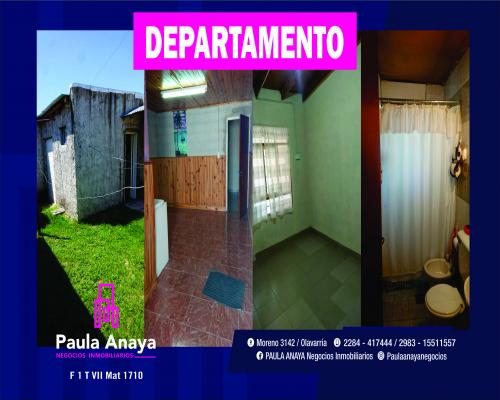 DEPARTAMENTO
Paula Anaya
NEGOCIOS INMOBILIARIOS
F 1 T VII Mat 1710
Moreno 3142 / Olavarría 2284 - 417444 / 2983 - 15511557
PAULA ANAYA Negocios Inmobiliarios Paulaanayanegocios